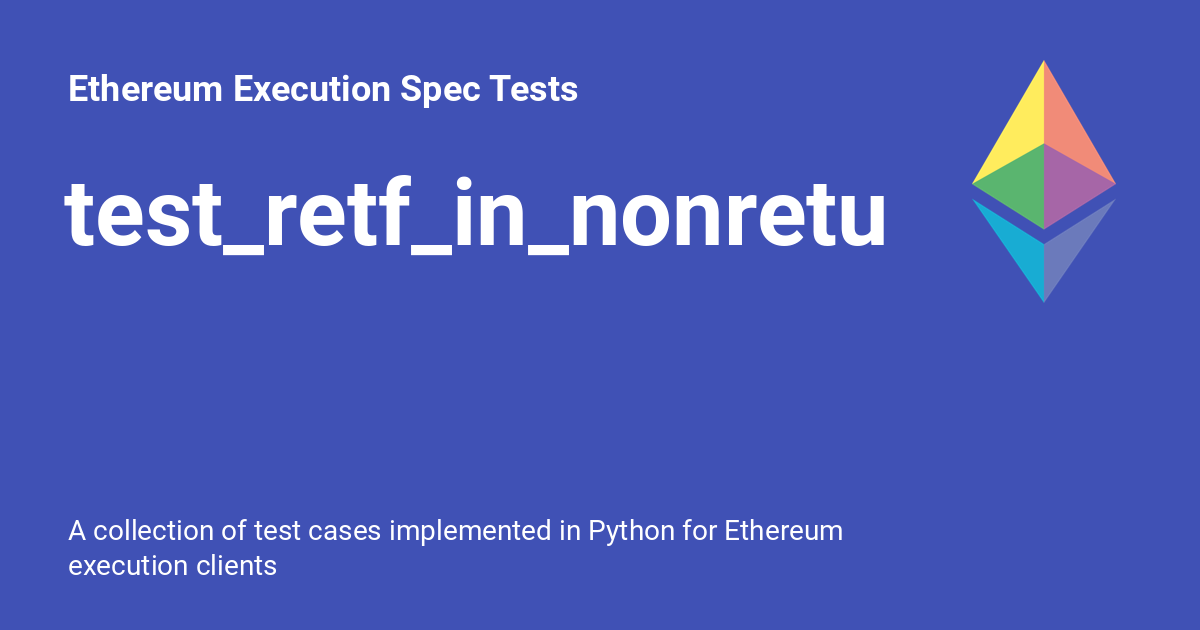 Ethereum Execution Spec Tests
test_retf_in_nonretu
A collection of test cases implemented in Python for Ethereum
execution clients